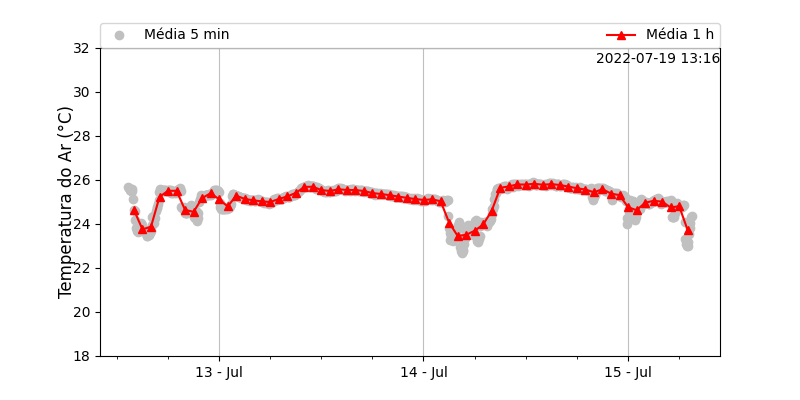 Média 5 min
Média 1 h
2022-07-19 13:16
Temperatura do Ar (°C)
32
30
28
26
24
22
20
18
13 - Jul
14 - Jul
15 - Jul